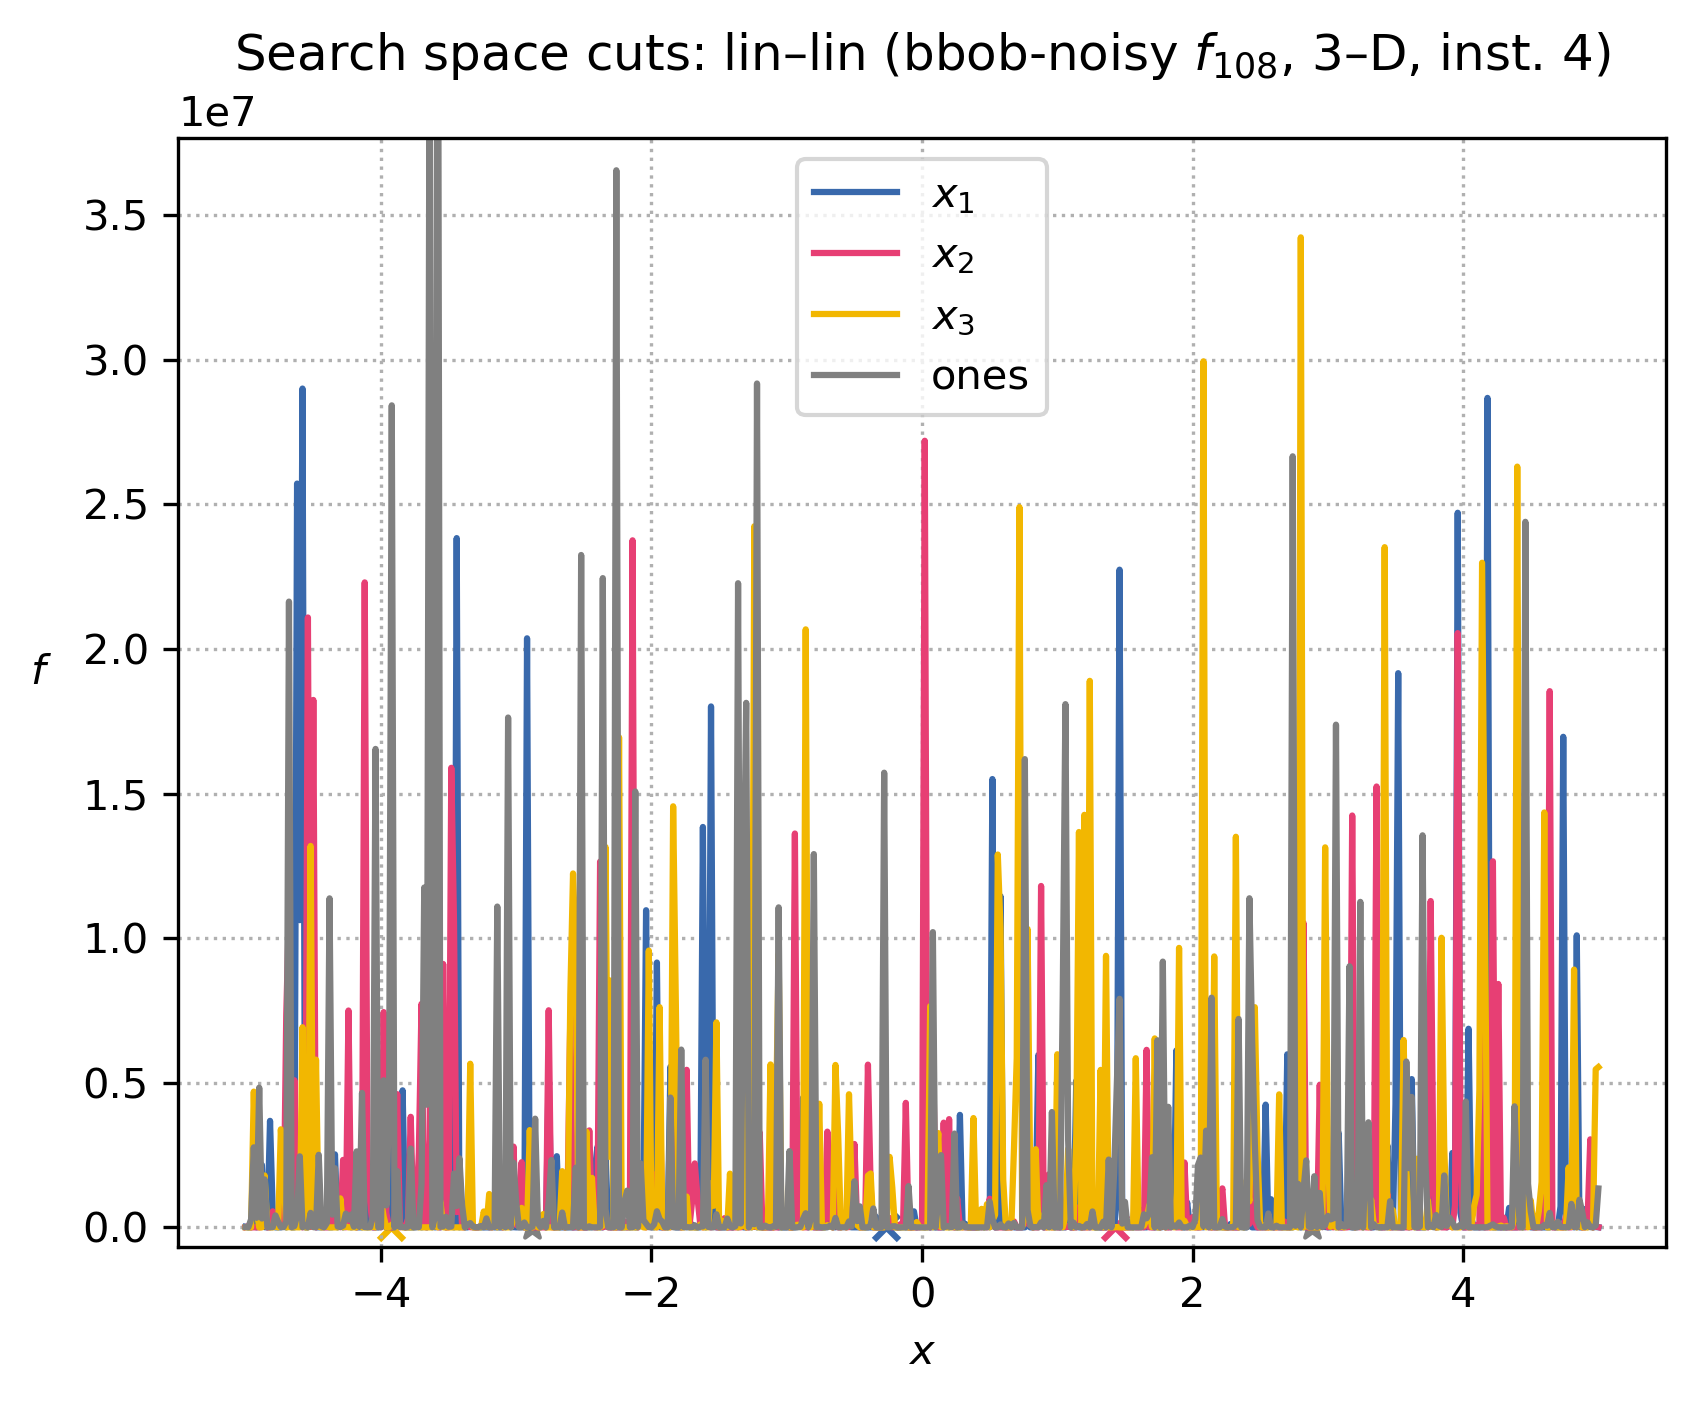 Search space cuts: lin–lin (bbob-noisy f₁₀₈, 3–D, inst. 4)
1e7
x₁
x₂
x₃
ones
3.5
3.0
2.5
2.0
1.5
1.0
0.5
0.0
f
−4 −2 0 2 4
x